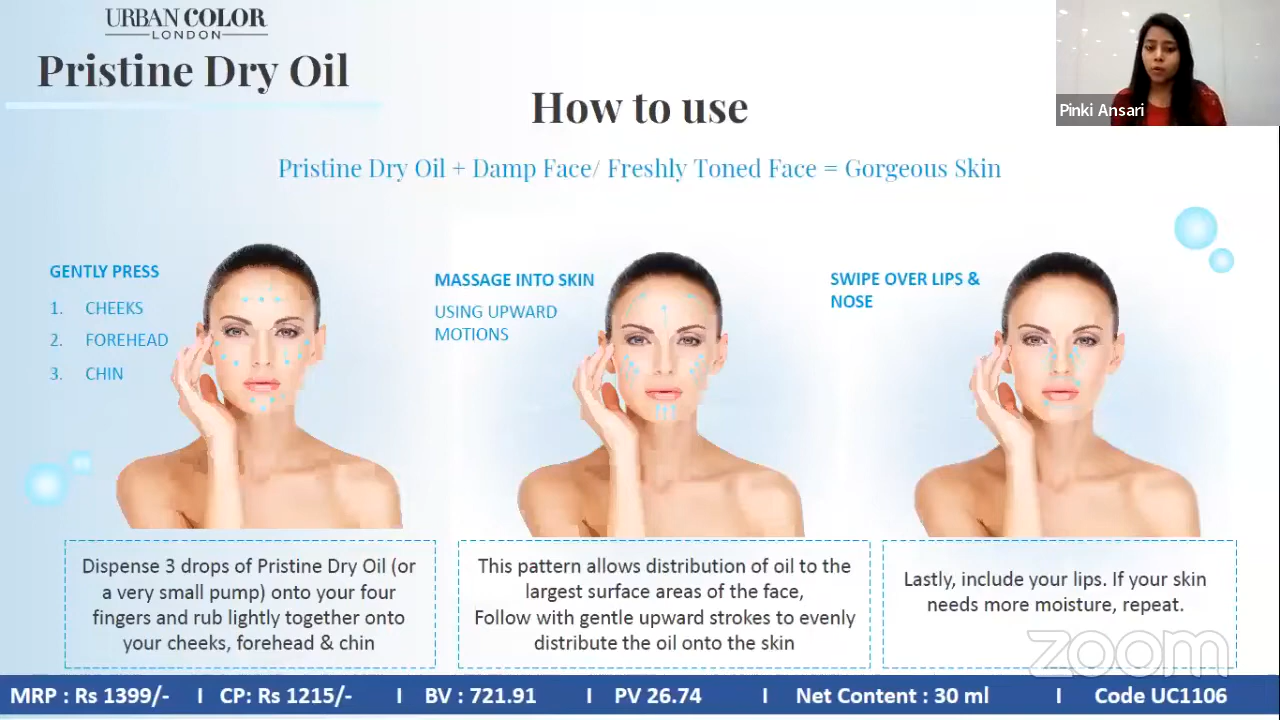 URBAN COLOR
LONDON
Pristine Dry Oil
How to use
Pinki Ansari
Pristine Dry Oil + Damp Face/ Freshly Toned Face = Gorgeous Skin
GENTLY PRESS
1. CHEEKS
2. FOREHEAD
3. CHIN
MASSAGE INTO SKIN
USING UPWARD
MOTIONS
SWIPE OVER LIPS &
NOSE
Dispense 3 drops of Pristine Dry Oil (or
a very small pump) onto your four
fingers and rub lightly together onto
your cheeks, forehead & chin
This pattern allows distribution of oil to the
largest surface areas of the face,
Follow with gentle upward strokes to evenly
distribute the oil onto the skin
Lastly, include your lips. If your skin
needs more moisture, repeat.
zoom
MRP : Rs 1399/- I CP: Rs 1215/- I BV : 721.91 I PV 26.74 I Net Content : 30 ml I Code UC1106